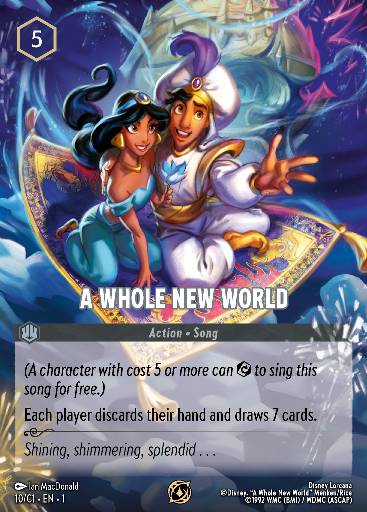 5
A WHOLE NEW WORLD
Action • Song
(A character with cost 5 or more can to sing this
song for free.)
Each player discards their hand and draws 7 cards.
Shining, shimmering, splendid . . .
Ian MacDonald
10/C1 • EN • 1
Disney Lorcana
©Disney, "A Whole New World" Menken/Rice
©1992 WMC (BMI) / WDMC (ASCAP)